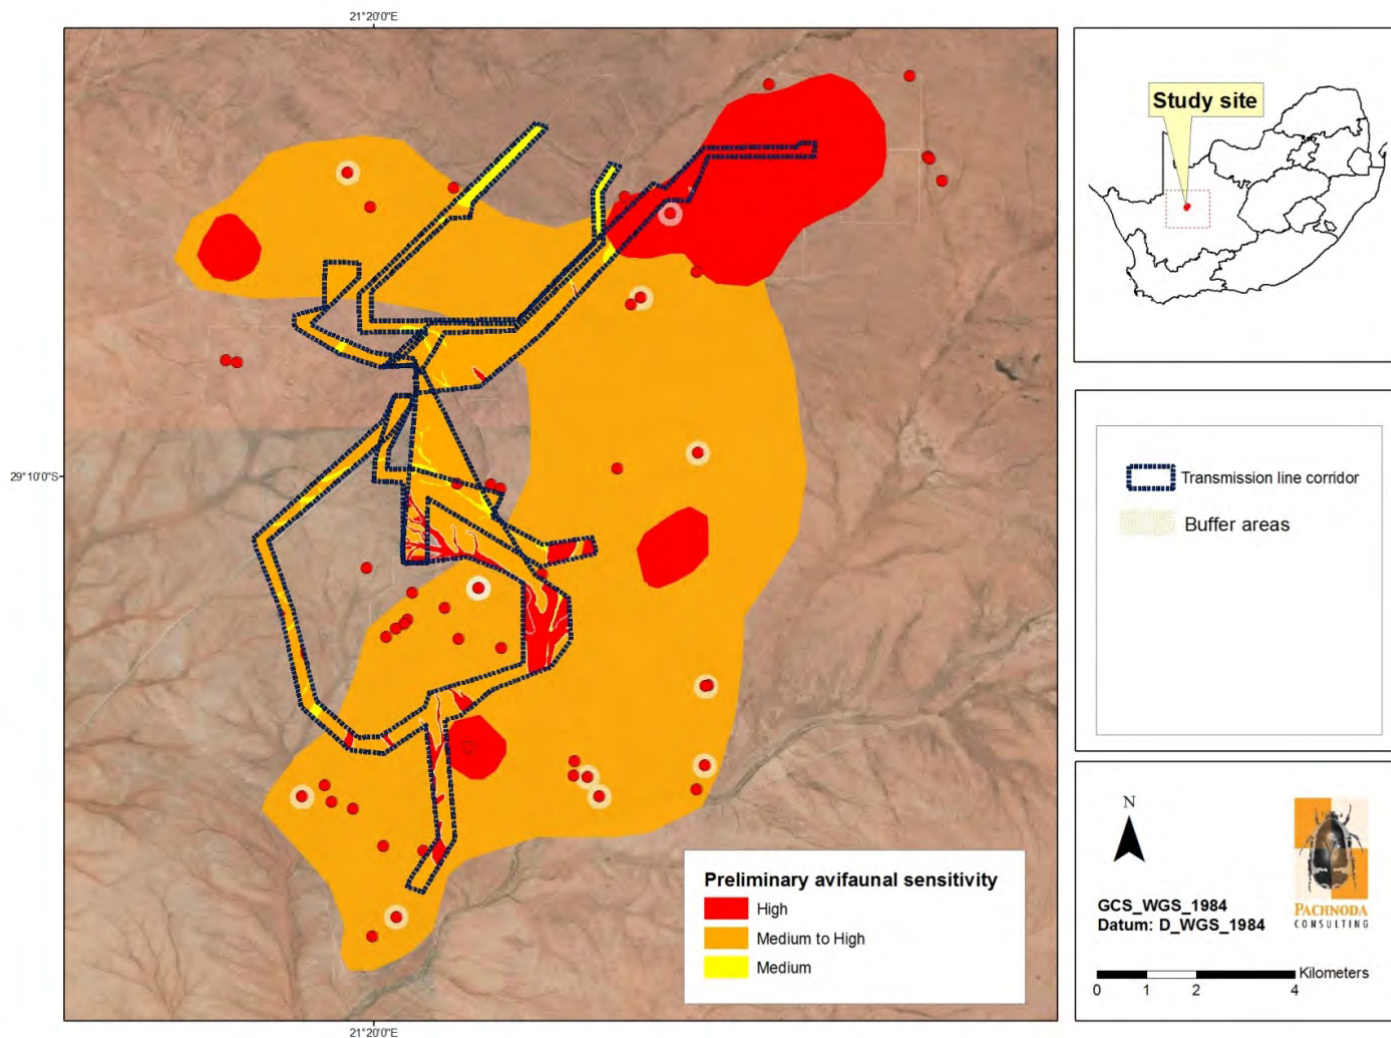 21°20'0"E
29°10'0"S
Preliminary avifaunal sensitivity
High
Medium to High
Medium
21°20'0"E
Study site
Transmission line corridor
Buffer areas
N
GCS_WGS_1984
Datum: D_WGS_1984
PACHNODA
CONSULTING
Kilometers
0 1 2 4